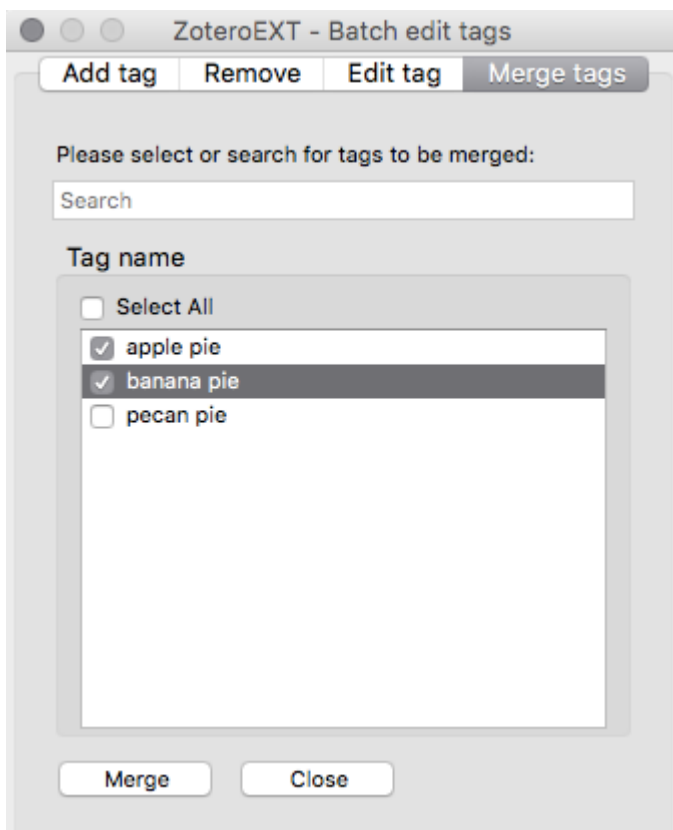 ZoteroEXT - Batch edit tags
Add tag Remove Edit tag Merge tags
Please select or search for tags to be merged:
Search
Tag name
Select All
apple pie
banana pie
pecan pie
Merge Close